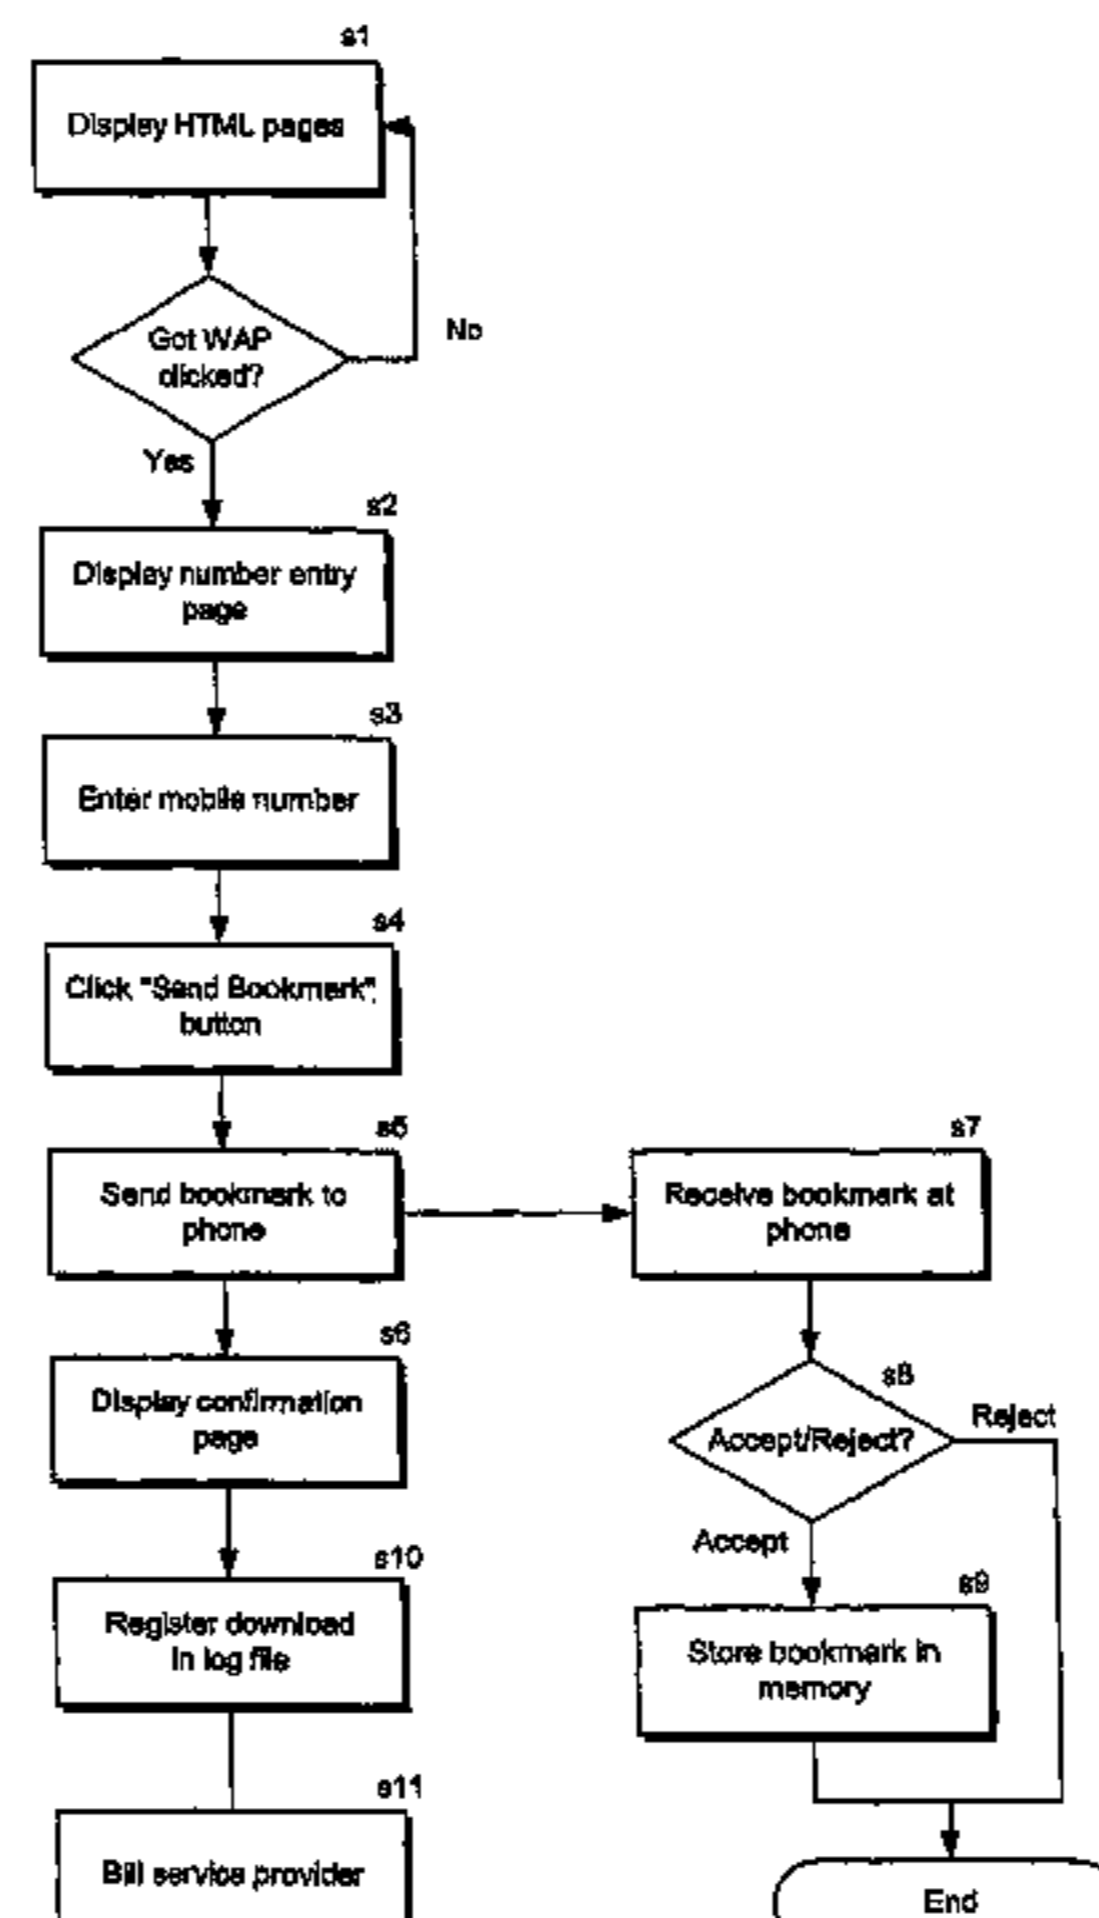 s1
Display HTML pages
No
Got WAP
clicked?
Yes
s2
Display number entry
page
s3
Enter mobile number
s4
Click "Send Bookmark"
button
s5
Send bookmark to
phone
s7
Receive bookmark at
phone
s6
Display confirmation
page
s8
Reject
Accept/Reject?
Accept
s10
Register download
in log file
s9
Store bookmark in
memory
s11
Bill service provider
End